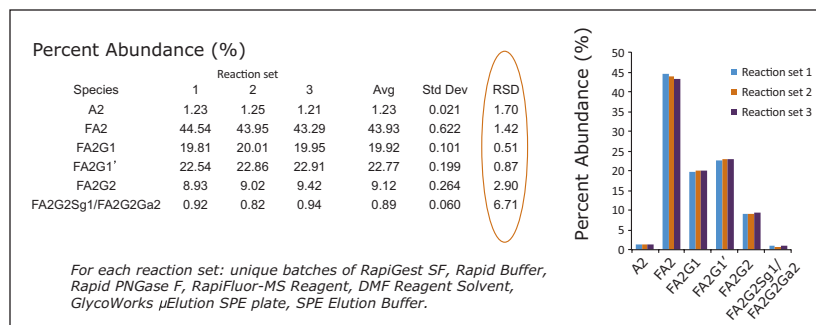 Percent Abundance (%)
Reaction set
Species 1 2 3 Avg Std Dev RSD
A2 1.23 1.25 1.21 1.23 0.021 1.70
FA2 44.54 43.95 43.29 43.93 0.622 1.42
FA2G1 19.81 20.01 19.95 19.92 0.101 0.51
FA2G1’ 22.54 22.86 22.91 22.77 0.199 0.87
FA2G2 8.93 9.02 9.42 9.12 0.264 2.90
FA2G2Sg1/FA2G2Ga2 0.92 0.82 0.94 0.89 0.060 6.71
For each reaction set: unique batches of RapiGest SF, Rapid Buffer,
Rapid PNGase F, RapiFluor-MS Reagent, DMF Reagent Solvent,
GlycoWorks µElution SPE plate, SPE Elution Buffer.
Percent Abundance (%)
50
45
40
35
30
25
20
15
10
5
0
Reaction set 1
Reaction set 2
Reaction set 3
A2
FA2
FA2G1
FA2G1’
FA2G2
FA2G2Sg1/
FA2G2Ga2